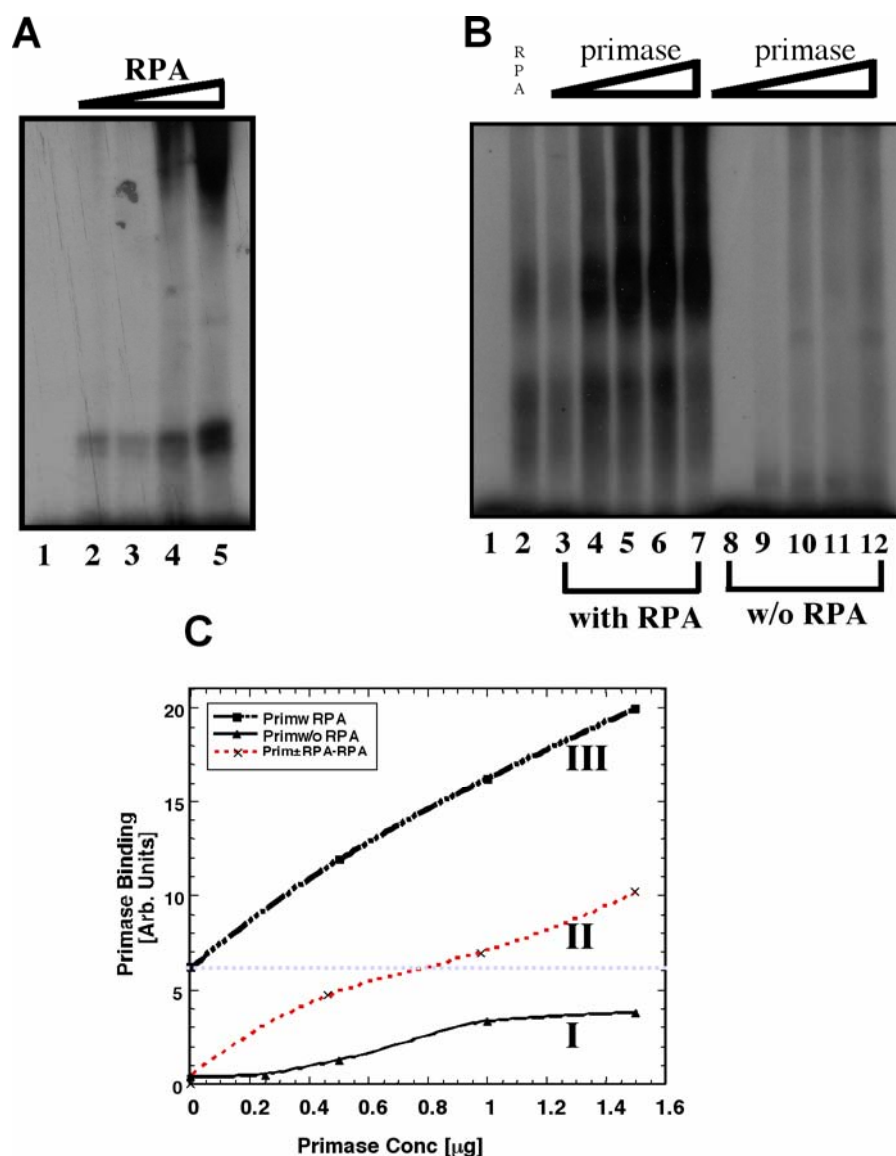 A
RPA
1 2 3 4 5
B
RPA
primase
primase
1 2 3 4 5 6 7 8 9 10 11 12
with RPA
w/o RPA
C
Primw RPA
Primw/o RPA
Prim±RPA-RPA
III
II
I
20
15
10
5
0
Primase Binding
[Arb. Units]
0 0.2 0.4 0.6 0.8 1 1.2 1.4 1.6
Primase Conc [µg]